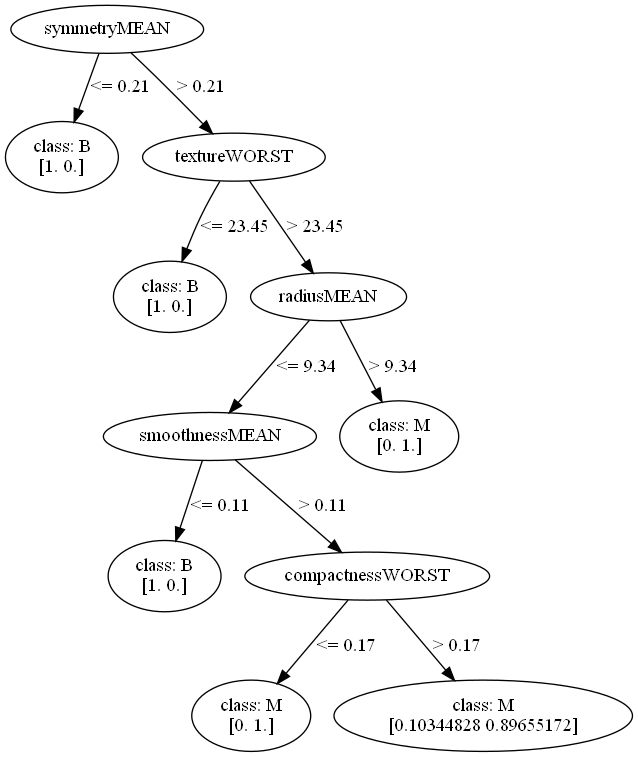 symmetryMEAN
<= 0.21
> 0.21
class: B
[1. 0.]
textureWORST
<= 23.45
> 23.45
class: B
[1. 0.]
radiusMEAN
<= 9.34
> 9.34
smoothnessMEAN
class: M
[0. 1.]
<= 0.11
> 0.11
class: B
[1. 0.]
compactnessWORST
<= 0.17
> 0.17
class: M
[0. 1.]
class: M
[0.10344828 0.89655172]